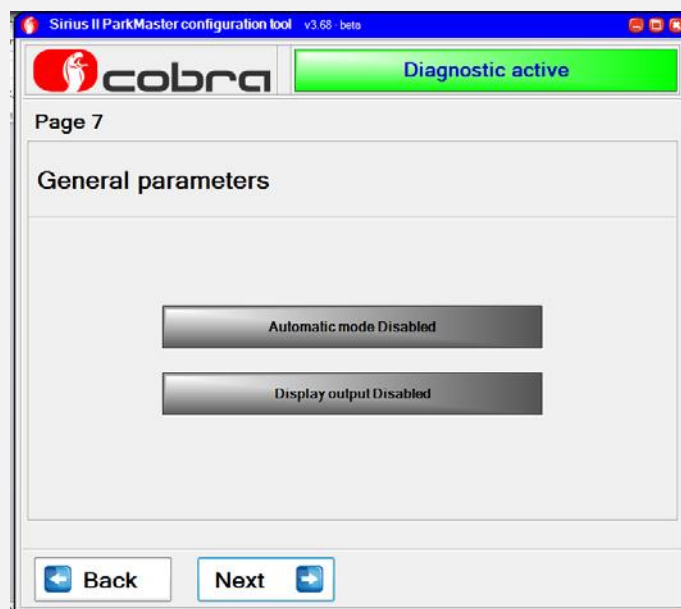 Sirius II ParkMaster configuration tool v3.68 - beta
cobra
Diagnostic active
Page 7
General parameters
Automatic mode Disabled
Display output Disabled
Back
Next